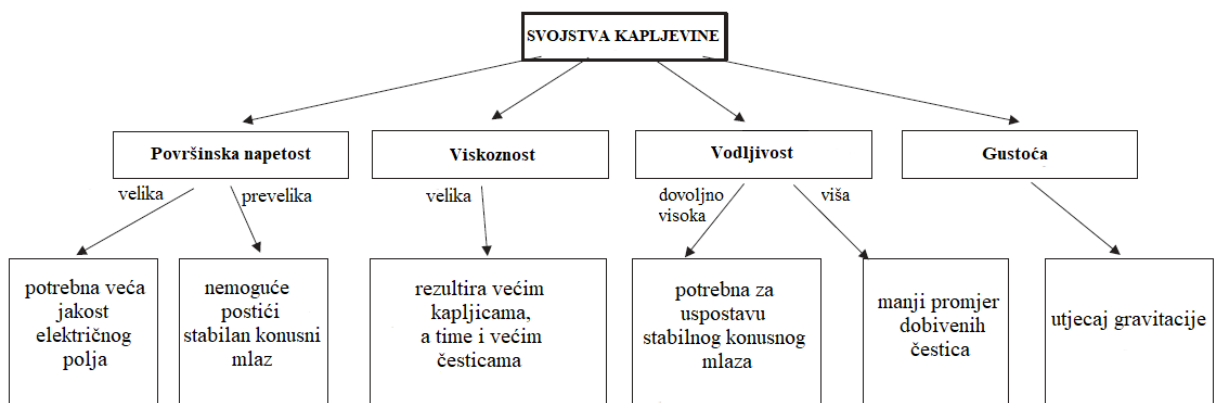 SVOJSTVA KAPLJEVINE
Površinska napetost
Viskoznost
Vodljivost
Gustoća
velika
prevelika
velika
dovoljno
visoka
viša
potrebna veća
jakost
električnog
polja
nemoguće
postići
stabilan konusni
mlaz
rezultira većim
kapljicama,
a time i većim
česticama
potrebna za
uspostavu
stabilnog konusnog
mlaza
manji promjer
dobivenih
čestica
utjecaj gravitacije